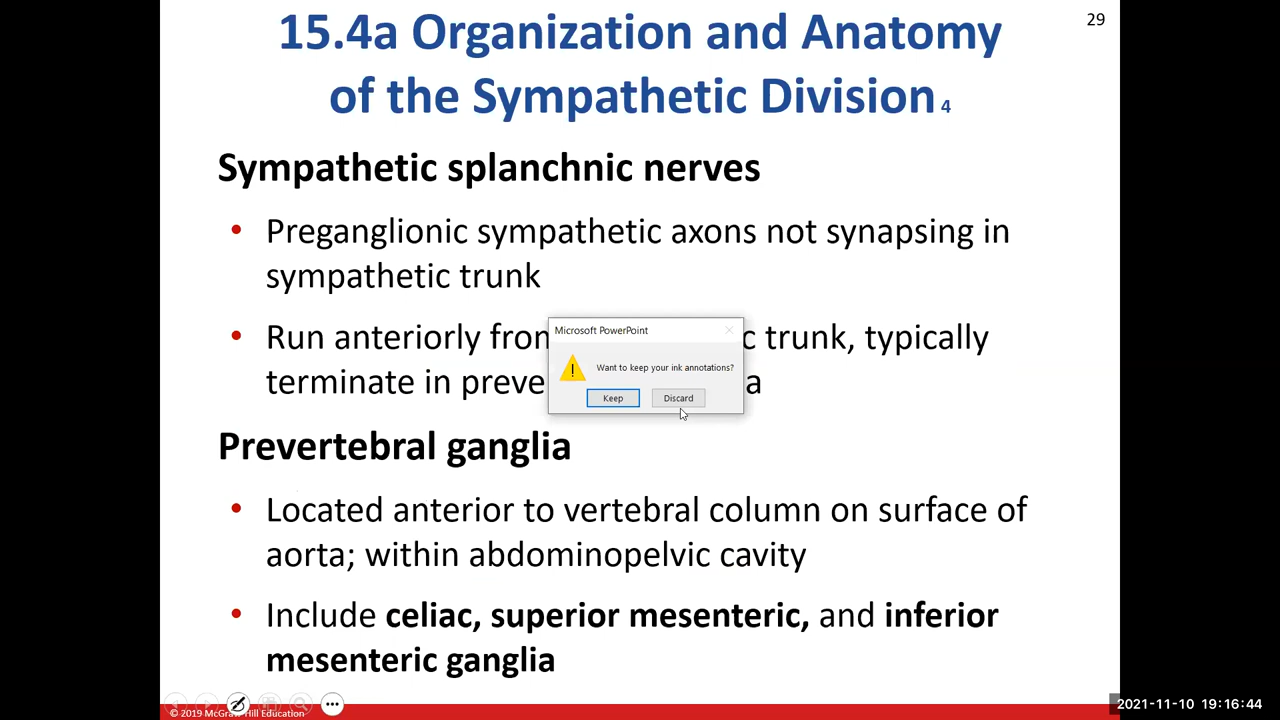 29
15.4a Organization and Anatomy
of the Sympathetic Division 4
Sympathetic splanchnic nerves
• Preganglionic sympathetic axons not synapsing in
sympathetic trunk
• Run anteriorly from c trunk, typically
terminate in preve a
Microsoft PowerPoint
Want to keep your ink annotations?
Keep Discard
Prevertebral ganglia
• Located anterior to vertebral column on surface of
aorta; within abdominopelvic cavity
• Include celiac, superior mesenteric, and inferior
mesenteric ganglia
© 2019 McGraw Hill Education
2021-11-10 19:16:44